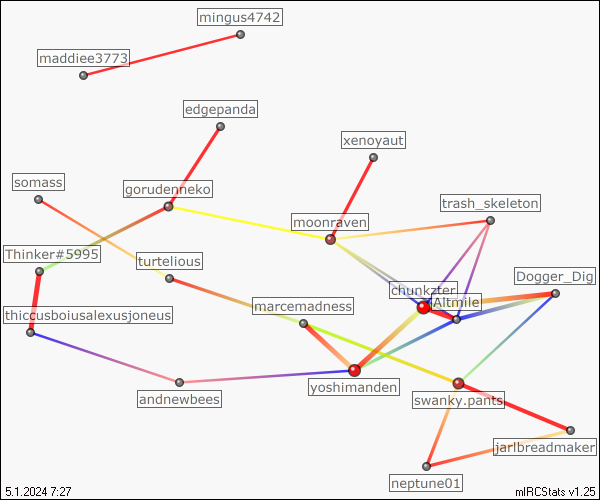 mingus4742
maddiee3773
edgepanda
xenoyaut
somass
gorudenneko
trash_skeleton
moonraven
Thinker#5995
turtelious
Dogger_Dig
chunkzter
Altmile
marcemadness
thiccusboiusalexusjoneus
yoshimanden
andnewbees
swanky.pants
jarlbreadmaker
neptune01
5.1.2024 7:27
mIRCStats v1.25